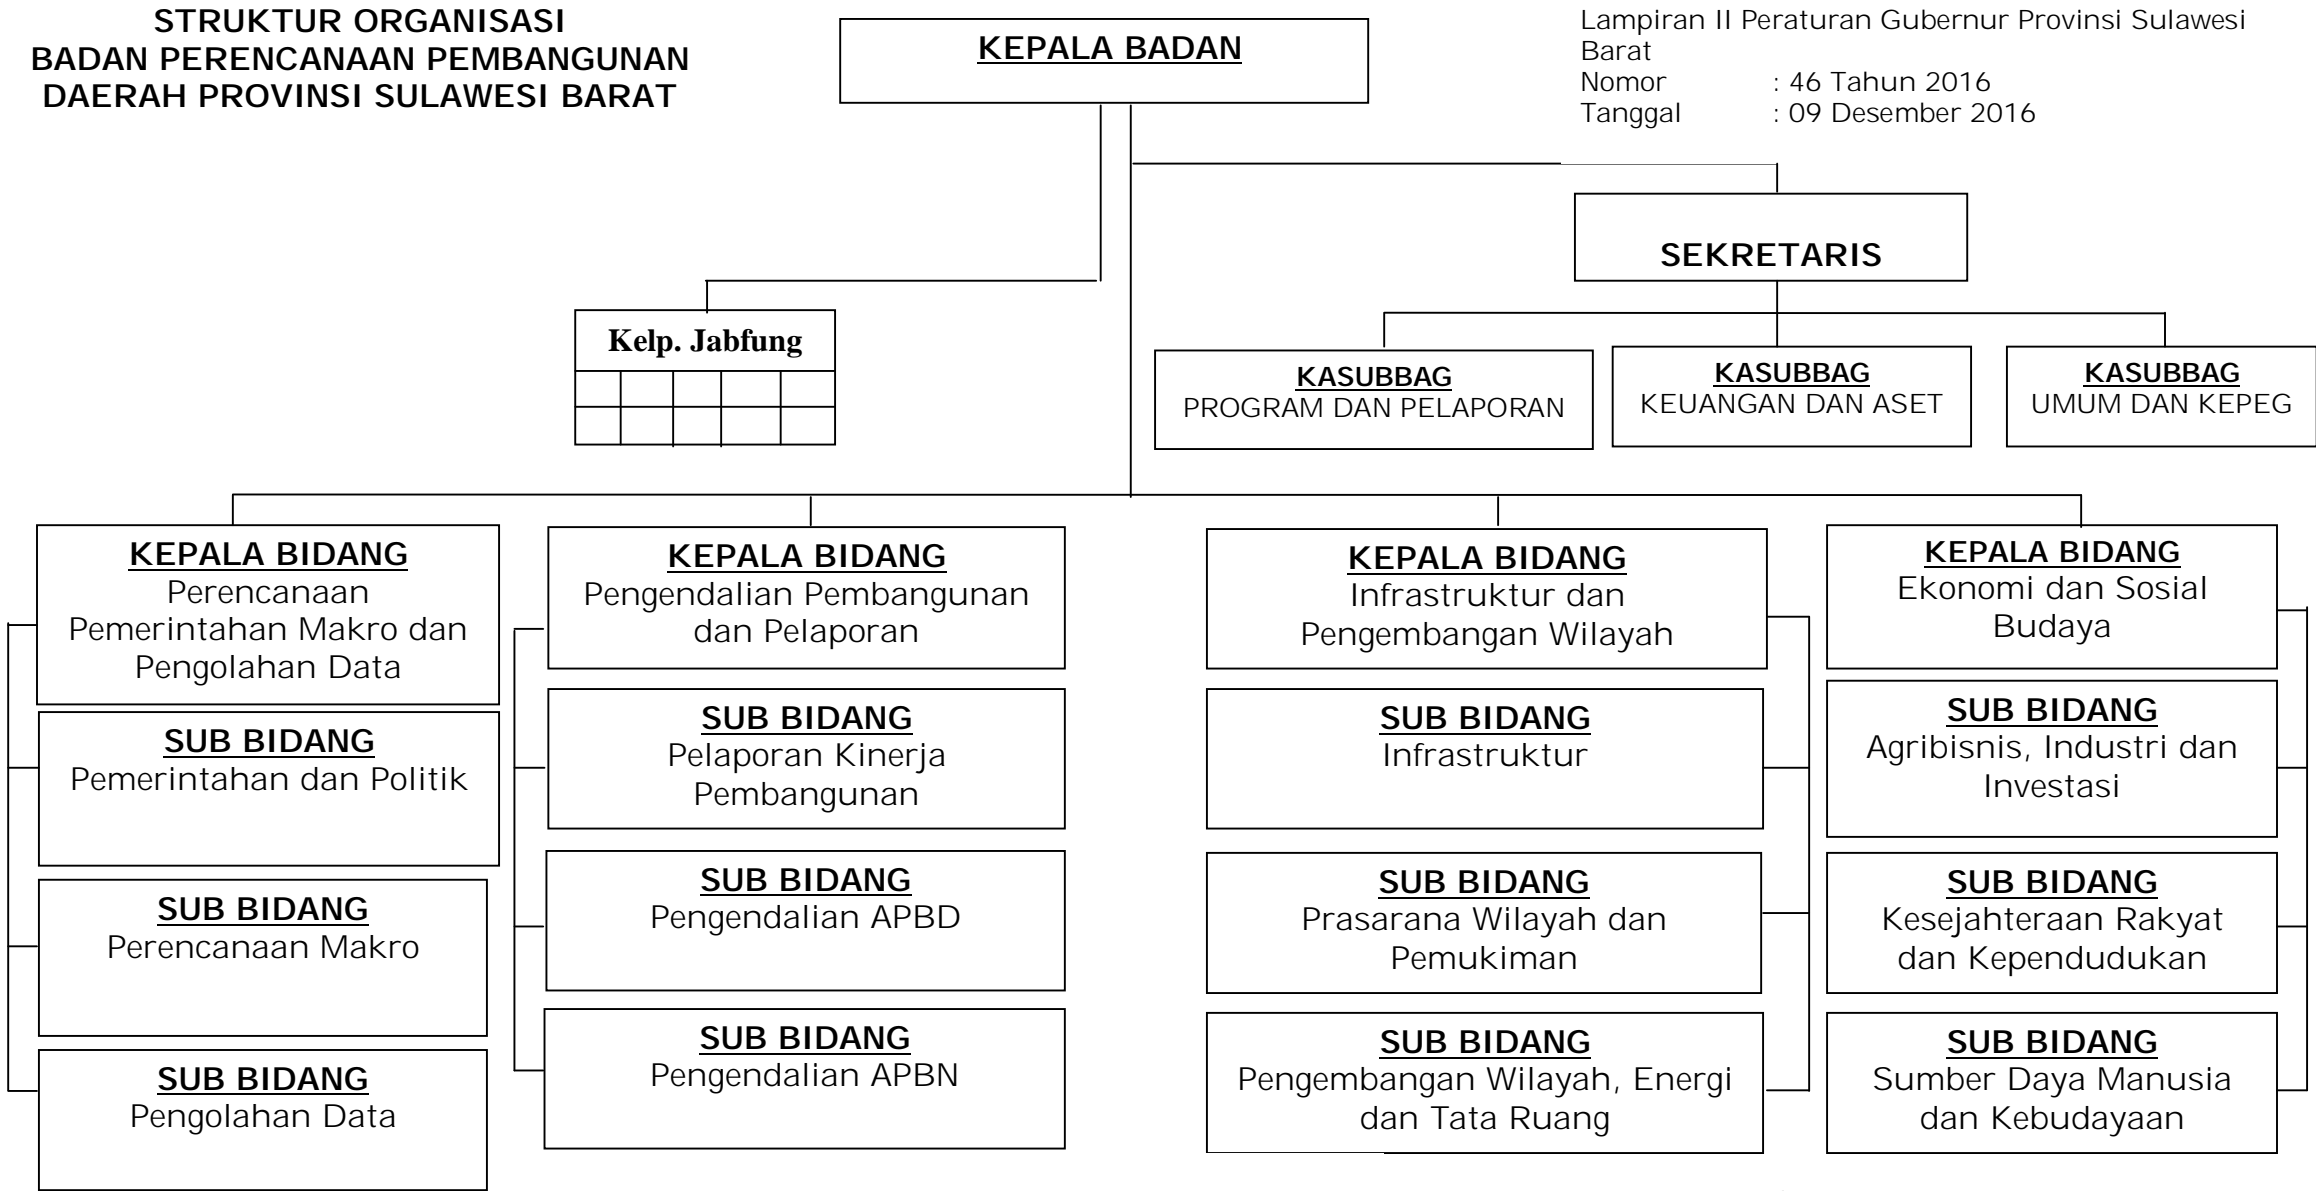 STRUKTUR ORGANISASI
BADAN PERENCANAAN PEMBANGUNAN
DAERAH PROVINSI SULAWESI BARAT
KEPALA BADAN
Lampiran II Peraturan Gubernur Provinsi Sulawesi
Barat
Nomor : 46 Tahun 2016
Tanggal : 09 Desember 2016
SEKRETARIS
Kelp. Jabfung
KASUBBAG
PROGRAM DAN PELAPORAN
KASUBBAG
KEUANGAN DAN ASET
KASUBBAG
UMUM DAN KEPEG
KEPALA BIDANG
Perencanaan
Pemerintahan Makro dan
Pengolahan Data
SUB BIDANG
Pemerintahan dan Politik
SUB BIDANG
Perencanaan Makro
SUB BIDANG
Pengolahan Data
KEPALA BIDANG
Pengendalian Pembangunan
dan Pelaporan
SUB BIDANG
Pelaporan Kinerja
Pembangunan
SUB BIDANG
Pengendalian APBD
SUB BIDANG
Pengendalian APBN
KEPALA BIDANG
Infrastruktur dan
Pengembangan Wilayah
SUB BIDANG
Infrastruktur
SUB BIDANG
Prasarana Wilayah dan
Pemukiman
SUB BIDANG
Pengembangan Wilayah, Energi
dan Tata Ruang
KEPALA BIDANG
Ekonomi dan Sosial
Budaya
SUB BIDANG
Agribisnis, Industri dan
Investasi
SUB BIDANG
Kesejahteraan Rakyat
dan Kependudukan
SUB BIDANG
Sumber Daya Manusia
dan Kebudayaan